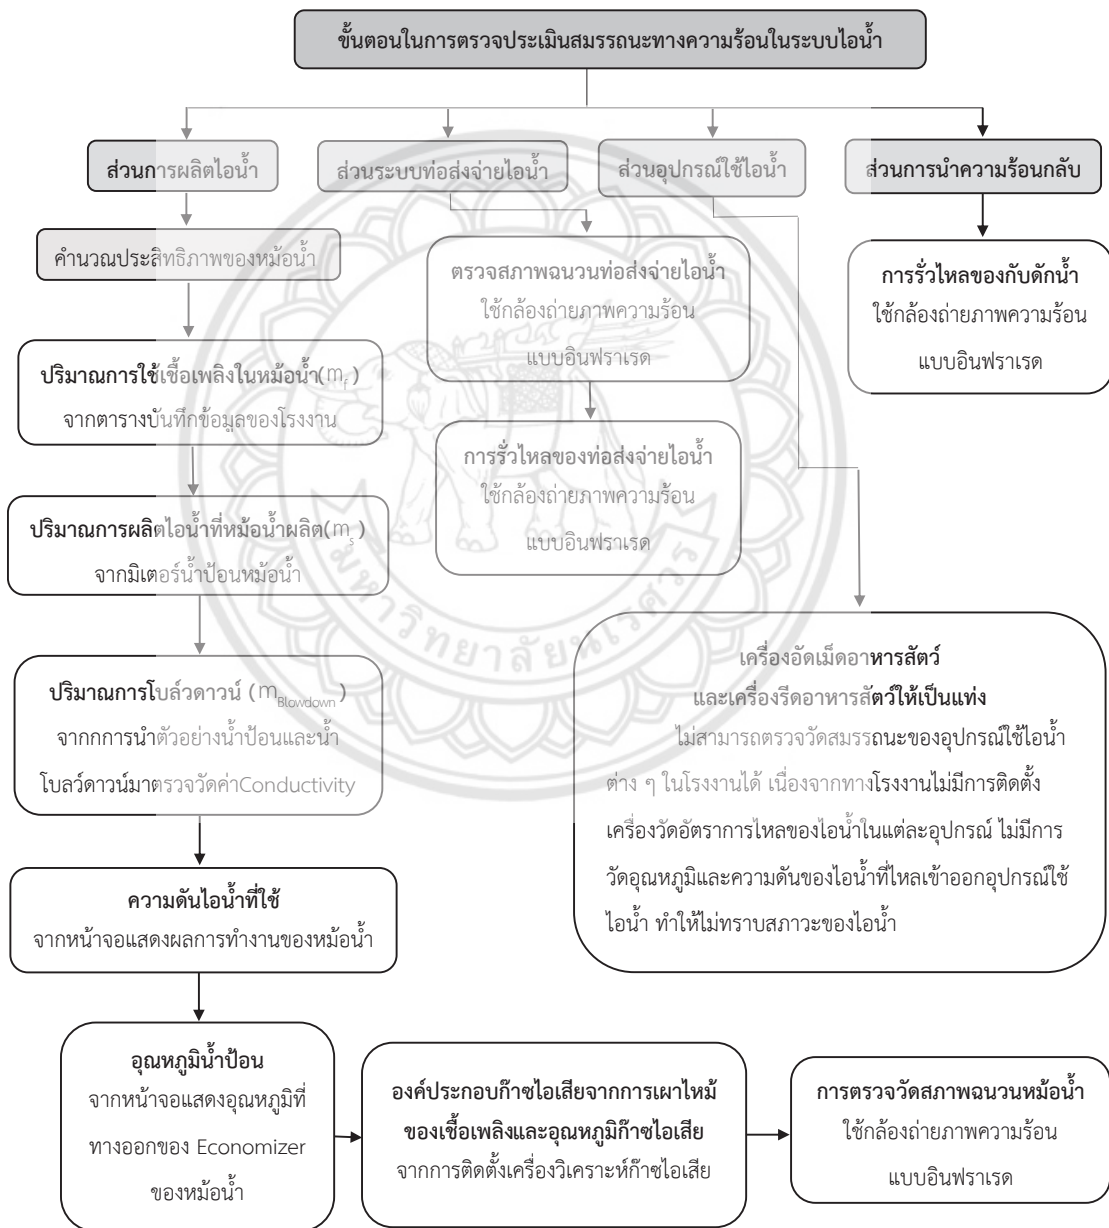 ขั้นตอนในการตรวจประเมินสมรรถนะทางความร้อนในระบบไอน้ำ
ส่วนการผลิตไอน้ำ
ส่วนระบบท่อส่งจ่ายไอน้ำ
ส่วนอุปกรณ์ใช้ไอน้ำ
ส่วนการนำความร้อนกลับ
คำนวณประสิทธิภาพของหม้อน้ำ
ปริมาณการใช้เชื้อเพลิงในหม้อน้ำ(m_f)
จากตารางบันทึกข้อมูลของโรงงาน
ปริมาณการผลิตไอน้ำที่หม้อน้ำผลิต(m_s)
จากมิเตอร์น้ำป้อนหม้อน้ำ
ปริมาณการโบล์วดาวน์ (m_Blowdown)
จากกการนำตัวอย่างน้ำป้อนและน้ำ
โบลว์ดาวน์มาตรวจวัดค่าConductivity
ความดันไอน้ำที่ใช้
จากหน้าจอแสดงผลการทำงานของหม้อน้ำ
อุณหภูมิน้ำป้อน
จากหน้าจอแสดงอุณหภูมิที่
ทางออกของ Economizer
ของหม้อน้ำ
องค์ประกอบก๊าซไอเสียจากการเผาไหม้
ของเชื้อเพลิงและอุณหภูมิก๊าซไอเสีย
จากการติดตั้งเครื่องวิเคราะห์ก๊าซไอเสีย
การตรวจวัดสภาพฉนวนหม้อน้ำ
ใช้กล้องถ่ายภาพความร้อน
แบบอินฟราเรด
ตรวจสภาพฉนวนท่อส่งจ่ายไอน้ำ
ใช้กล้องถ่ายภาพความร้อน
แบบอินฟราเรด
การรั่วไหลของท่อส่งจ่ายไอน้ำ
ใช้กล้องถ่ายภาพความร้อน
แบบอินฟราเรด
เครื่องอัดเม็ดอาหารสัตว์
และเครื่องรีดอาหารสัตว์ให้เป็นแท่ง
ไม่สามารถตรวจวัดสมรรถนะของอุปกรณ์ใช้ไอน้ำ
ต่าง ๆ ในโรงงานได้ เนื่องจากทางโรงงานไม่มีการติดตั้ง
เครื่องวัดอัตราการไหลของไอน้ำในแต่ละอุปกรณ์ ไม่มีการ
วัดอุณหภูมิและความดันของไอน้ำที่ไหลเข้าออกอุปกรณ์ใช้
ไอน้ำ ทำให้ไม่ทราบสภาวะของไอน้ำ
การรั่วไหลของกับดักน้ำ
ใช้กล้องถ่ายภาพความร้อน
แบบอินฟราเรด
มหาวิทยาลัยนเรศวร